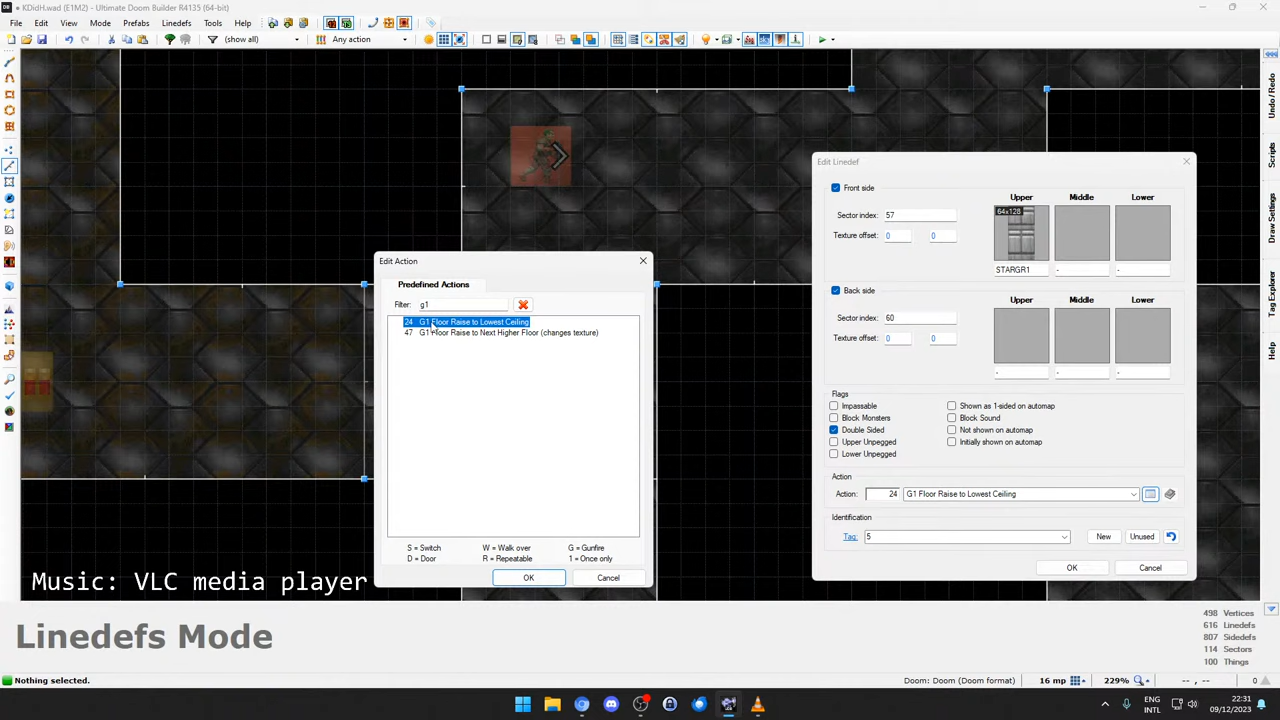 KDidH.wad (E1M2) - Ultimate Doom Builder R4135 (64-bit)
File Edit View Mode Prefabs Linedefs Tools Help
(show all) Any action
Undo/Redo
Scripts
Draw Settings
Tag Explorer
Help
Edit Action
Predefined Actions
Filter: g1
24 G1 Floor Raise to Lowest Ceiling
47 G1 Floor Raise to Next Higher Floor (changes texture)
S = Switch W = Walk over G = Gunfire
D = Door R = Repeatable 1 = Once only
OK Cancel
Edit Linedef
Front side
Upper Middle Lower
Sector index: 57
64x128
Texture offset: 0 0
STARGR1 - -
Back side
Upper Middle Lower
Sector index: 60
Texture offset: 0 0
- - -
Flags
Impassable Shown as 1-sided on automap
Block Monsters Block Sound
Double Sided Not shown on automap
Upper Unpegged Initially shown on automap
Lower Unpegged
Action
Action: 24 G1 Floor Raise to Lowest Ceiling
Identification
Tag: 5 New Unused
OK Cancel
Music: VLC media player
Linedefs Mode
498 Vertices
616 Linedefs
807 Sidedefs
114 Sectors
100 Things
Nothing selected.
Doom: Doom (Doom format) 16 mp 229% -- , -- 0
ENG
INTL
22:31
09/12/2023